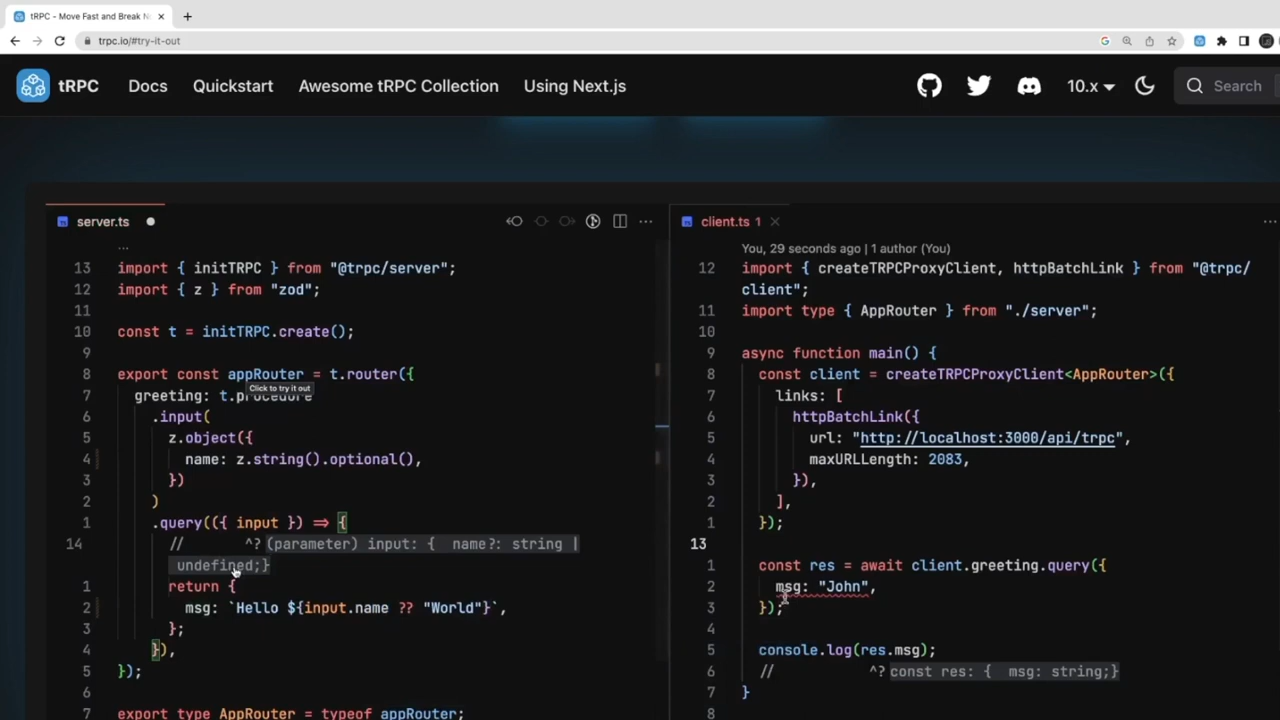 tRPC - Move Fast and Break N
trpc.io/#try-it-out
tRPC Docs Quickstart Awesome tRPC Collection Using Next.js 10.x Search
server.ts
...
13 import { initTRPC } from "@trpc/server";
12 import { z } from "zod";
11
10 const t = initTRPC.create();
9
8 export const appRouter = t.router({
Click to try it out
7 greeting: t.procedure
6 .input(
5 z.object({
4 name: z.string().optional(),
3 })
2 )
1 .query(({ input }) => {
14 // ^? (parameter) input: { name?: string |
undefined;}
1 return {
2 msg: `Hello ${input.name ?? "World"}`,
3 };
4 }),
5 });
6
7 export type AppRouter = typeof appRouter;
client.ts 1
You, 29 seconds ago | 1 author (You)
12 import { createTRPCProxyClient, httpBatchLink } from "@trpc/
client";
11 import type { AppRouter } from "./server";
10
9 async function main() {
8 const client = createTRPCProxyClient<AppRouter>({
7 links: [
6 httpBatchLink({
5 url: "http://localhost:3000/api/trpc",
4 maxURLLength: 2083,
3 }),
2 ],
1 });
13
1 const res = await client.greeting.query({
2 msg: "John",
3 });
4
5 console.log(res.msg);
6 // ^? const res: { msg: string;}
7 }
8